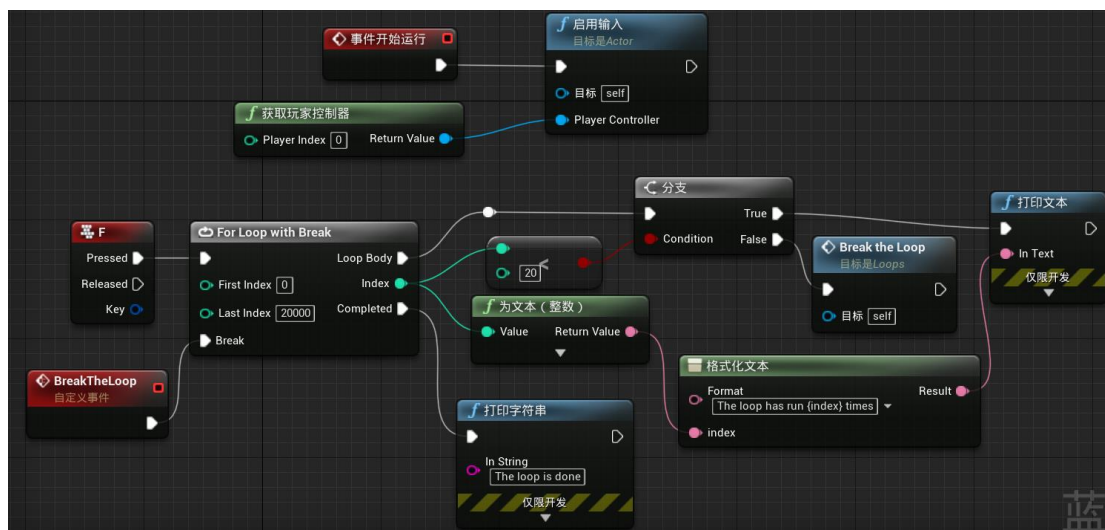 事件开始运行
启用输入
目标是Actor
目标 self
Player Controller
获取玩家控制器
Player Index 0 Return Value
F
Pressed
Released
Key
For Loop with Break
Loop Body
First Index 0
Index
Last Index 20000
Completed
Break
BreakTheLoop
自定义事件
20 <
分支
True
Condition False
Break the Loop
目标是Loops
目标 self
打印文本
In Text
仅限开发
为文本（整数）
Value Return Value
格式化文本
Format
The loop has run {index} times
Result
index
打印字符串
In String
The loop is done
仅限开发
蓝